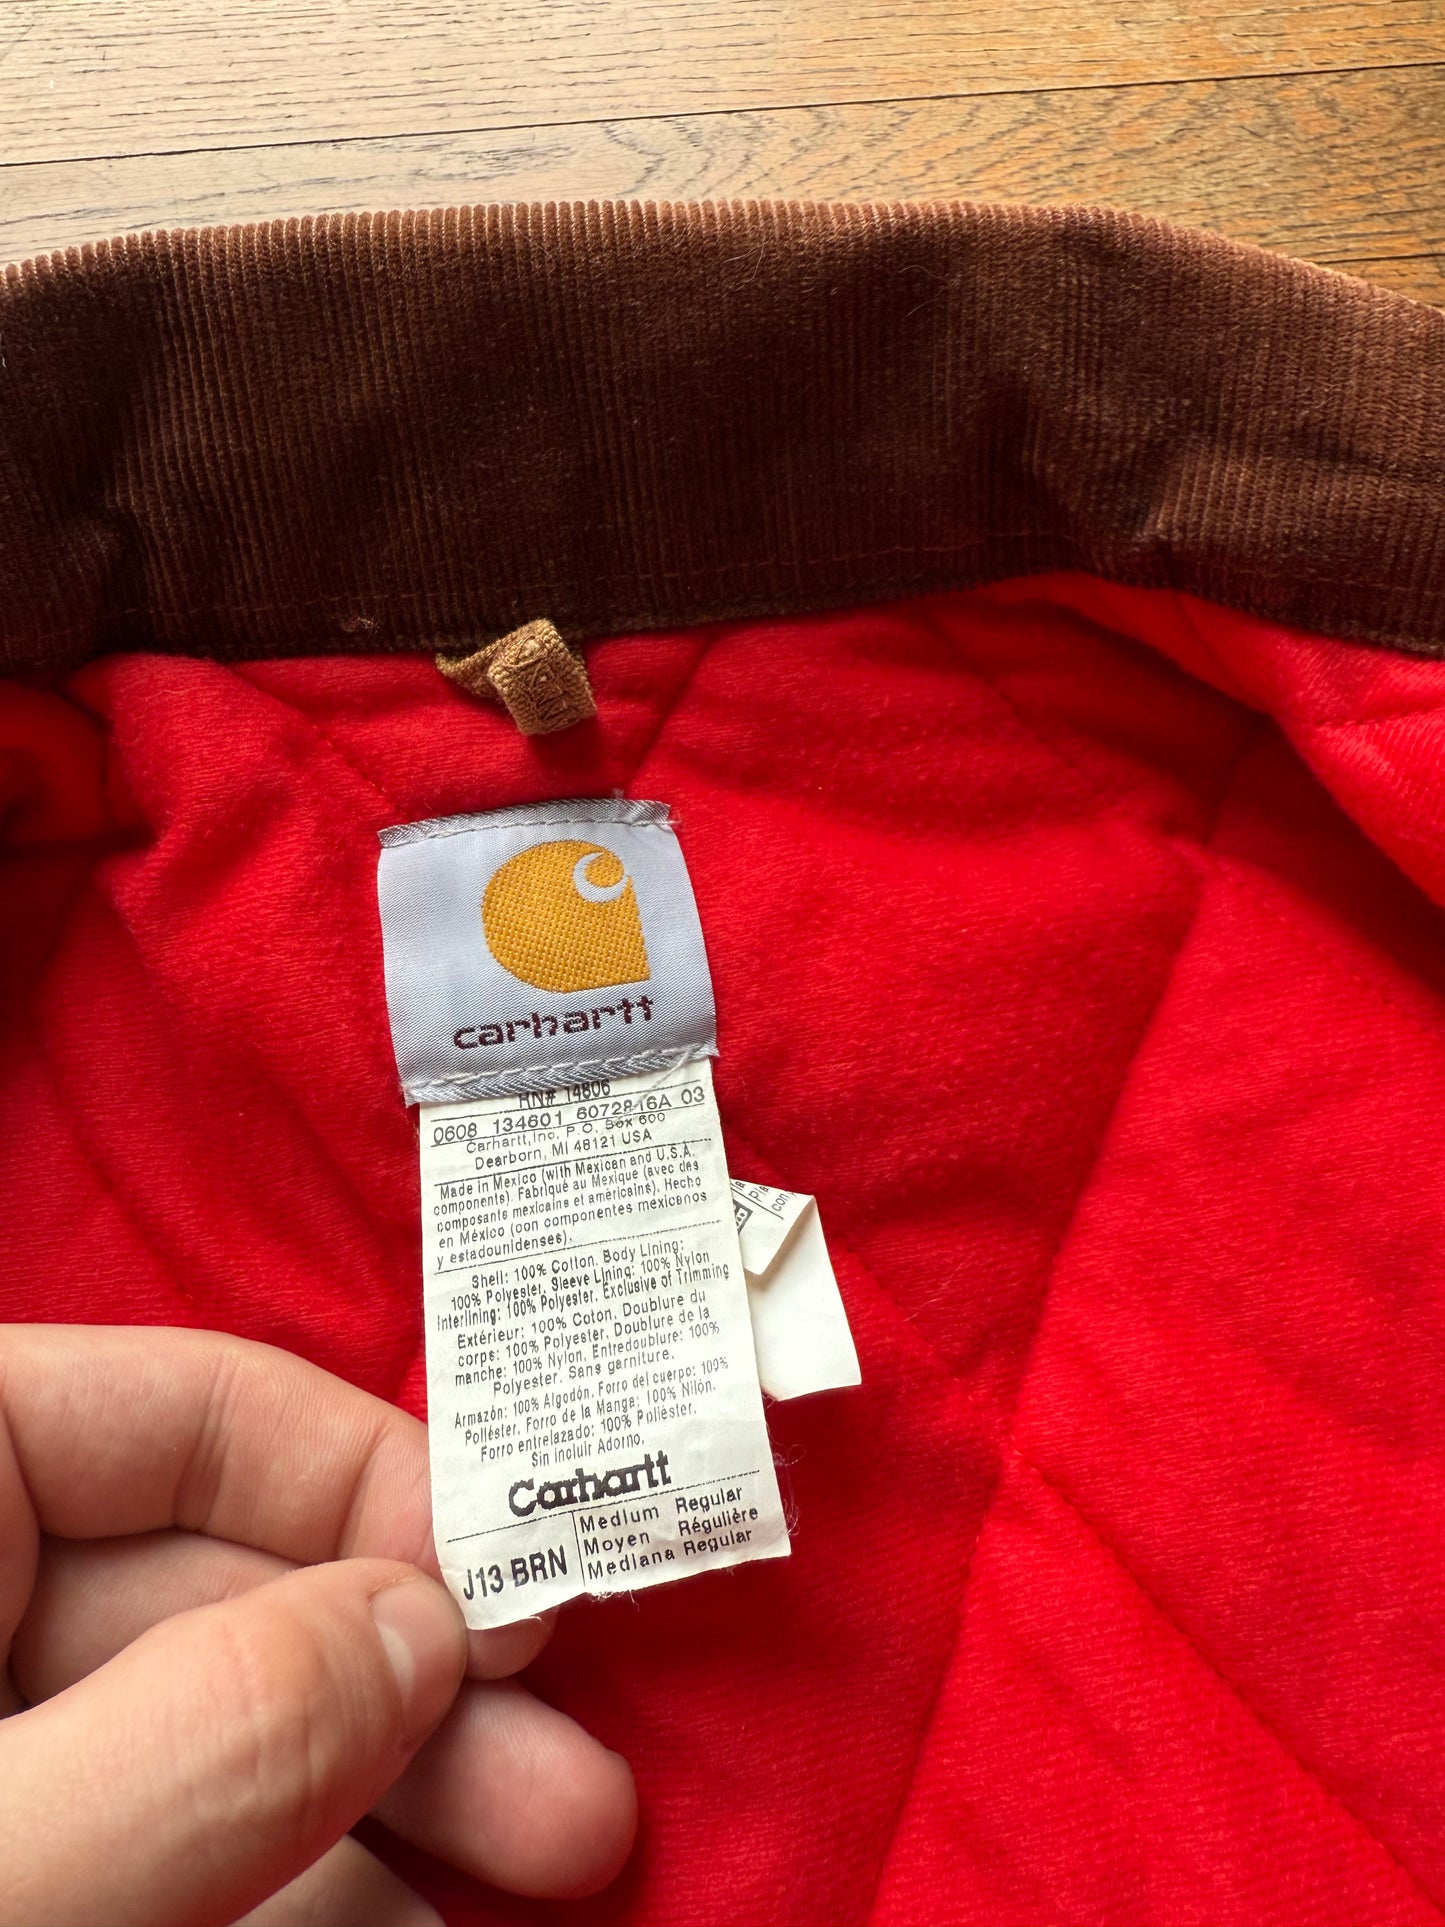 carhartt
RN# 14806
0608 134601 6072816A 03
Carhartt,Inc. P.O. Box 600
Dearborn, MI 48121 USA
Made in Mexico (with Mexican and U.S.A.
components). Fabriqué au Mexique (avec des
composants mexicains et américains). Hecho
en México (con componentes mexicanos
y estadounidenses).
Shell: 100% Cotton. Body Lining:
100% Polyester. Sleeve Lining: 100% Nylon
Interlining: 100% Polyester. Exclusive of Trimming
Extérieur: 100% Coton. Doublure du
corps: 100% Polyester. Doublure de la
manche: 100% Nylon. Entredoublure: 100%
Polyester. Sans garniture.
Armazón: 100% Algodón. Forro del cuerpo: 100%
Poliéster. Forro de la Manga: 100% Nilón.
Forro entrelazado: 100% Poliéster.
Sin incluir Adorno.
Carhartt
J13 BRN
Medium Regular
Moyen Régulière
Mediana Regular
con